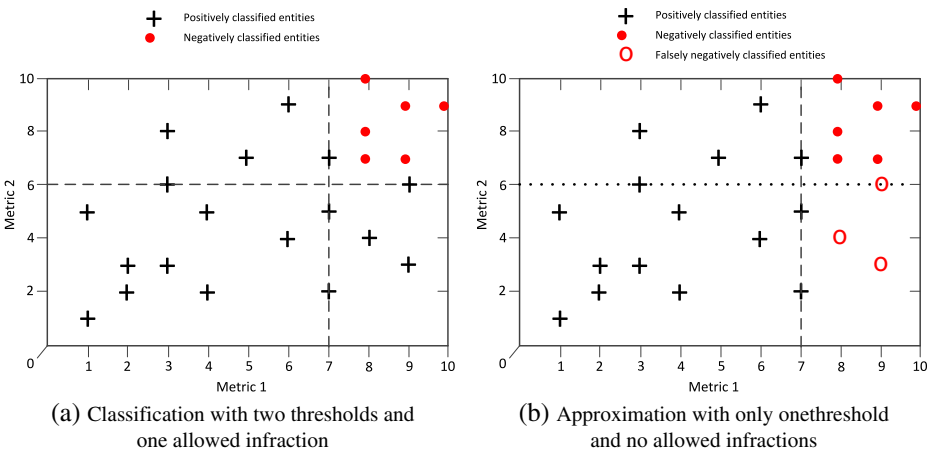 Positively classified entities
Negatively classified entities
10
8
6
4
2
0
Metric 2
1 2 3 4 5 6 7 8 9 10
Metric 1
(a) Classification with two thresholds and
one allowed infraction
Positively classified entities
Negatively classified entities
Falsely negatively classified entities
10
8
6
4
2
0
Metric 2
1 2 3 4 5 6 7 8 9 10
Metric 1
(b) Approximation with only onethreshold
and no allowed infractions